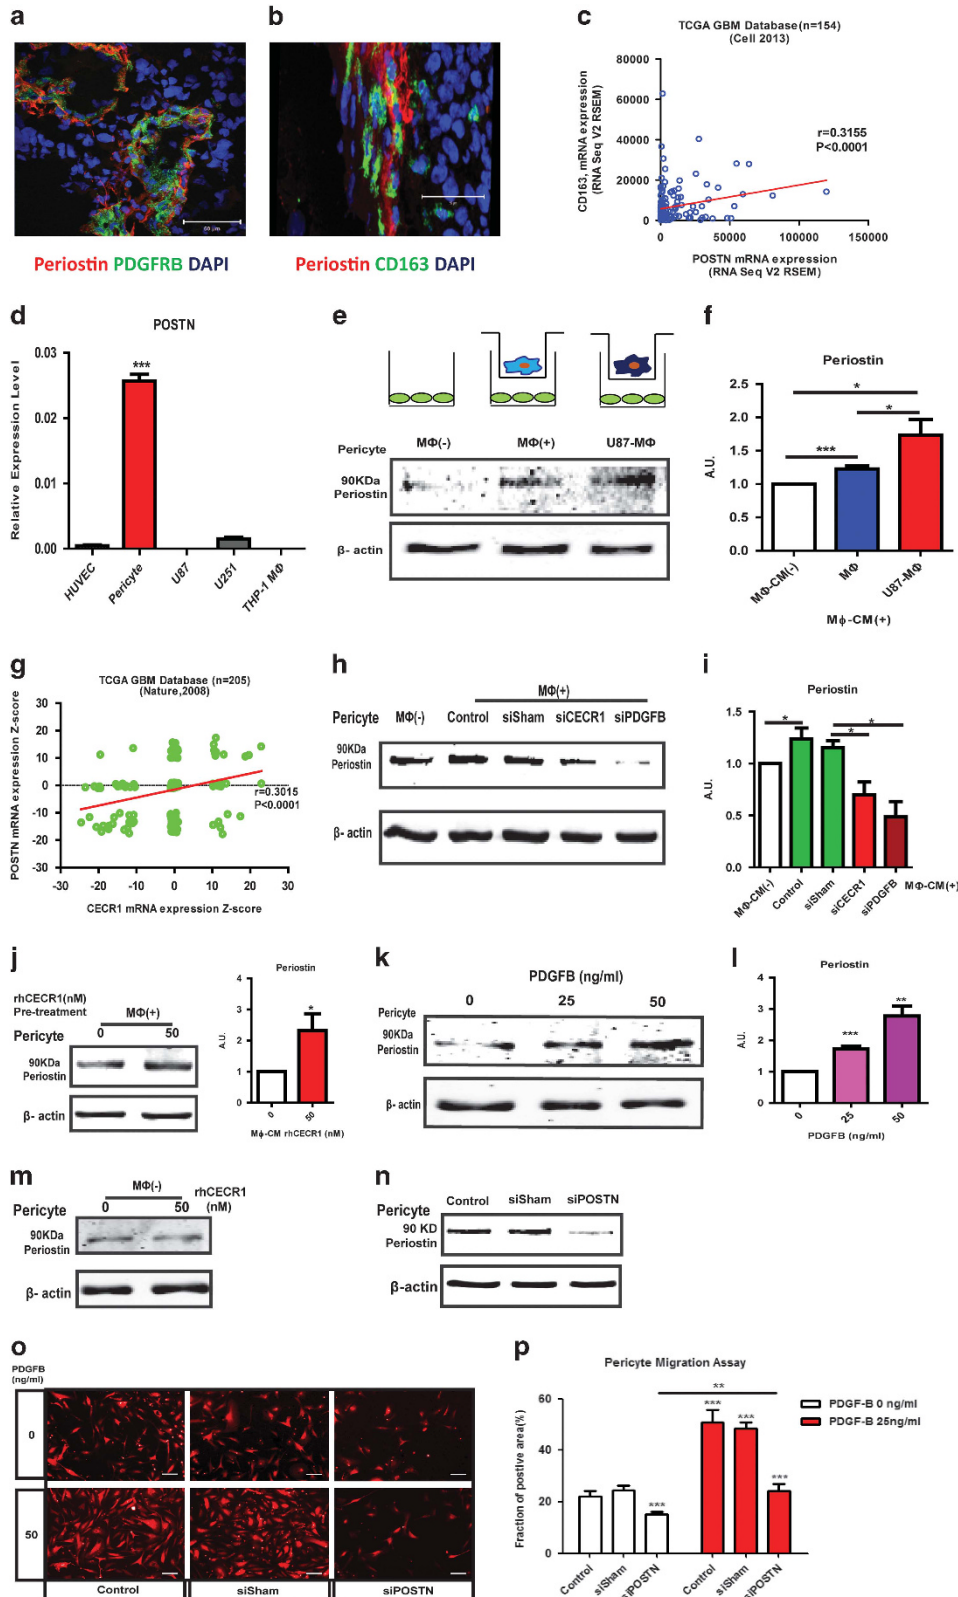 a
b
c
TCGA GBM Database(n=154)
(Cell 2013)
CD163, mRNA expression
(RNA Seq V2 RSEM)
80000
60000
40000
20000
0
r=0.3155
P<0.0001
0
50000
100000
150000
POSTN mRNA expression
(RNA Seq V2 RSEM)
Periostin PDGFRB DAPI
Periostin CD163 DAPI
d
POSTN
Relative Expression Level
0.03
0.02
0.01
0.00
***
HUVEC
Pericyte
U87
U251
THP-1 MΦ
e
Pericyte
MΦ(-)
MΦ(+)
U87-MΦ
90KDa
Periostin
β- actin
f
Periostin
A.U.
2.5
2.0
1.5
1.0
0.5
0.0
*
*
***
MΦ-CM(-)
MΦ
U87-MΦ
Mϕ-CM(+)
g
TCGA GBM Database (n=205)
(Nature,2008)
POSTN mRNA expression Z-score
30
20
10
0
-10
-20
-30
r=0.3015
P<0.0001
-30
-20
-10
0
10
20
30
CECR1 mRNA expression Z-score
h
MΦ(+)
Pericyte
MΦ(-)
Control
siSham
siCECR1
siPDGFB
90KDa
Periostin
β- actin
i
Periostin
A.U.
1.5
1.0
0.5
0.0
*
*
*
MΦ-CM(-)
Control
siSham
siCECR1
siPDGFB
MΦ-CM(+)
j
rhCECR1(nM)
Pre-treatment
MΦ(+)
Pericyte
0
50
90KDa
Periostin
β- actin
Periostin
A.U.
4
3
2
1
0
*
0
50
Mϕ-CM rhCECR1 (nM)
k
PDGFB (ng/ml)
0
25
50
Pericyte
90KDa
Periostin
β- actin
l
Periostin
A.U.
4
3
2
1
0
***
**
0
25
50
PDGFB (ng/ml)
m
MΦ(-)
rhCECR1
(nM)
Pericyte
0
50
90KDa
Periostin
β- actin
n
Pericyte
Control
siSham
siPOSTN
90 KD
Periostin
β-actin
o
PDGFB
(ng/ml)
0
50
Control
siSham
siPOSTN
p
Pericyte Migration Assay
Fraction of postive area(%)
60
40
20
0
***
**
***
***
***
PDGF-B 0 ng/ml
PDGF-B 25ng/ml
Control
siSham
siPOSTN
Control
siSham
siPOSTN